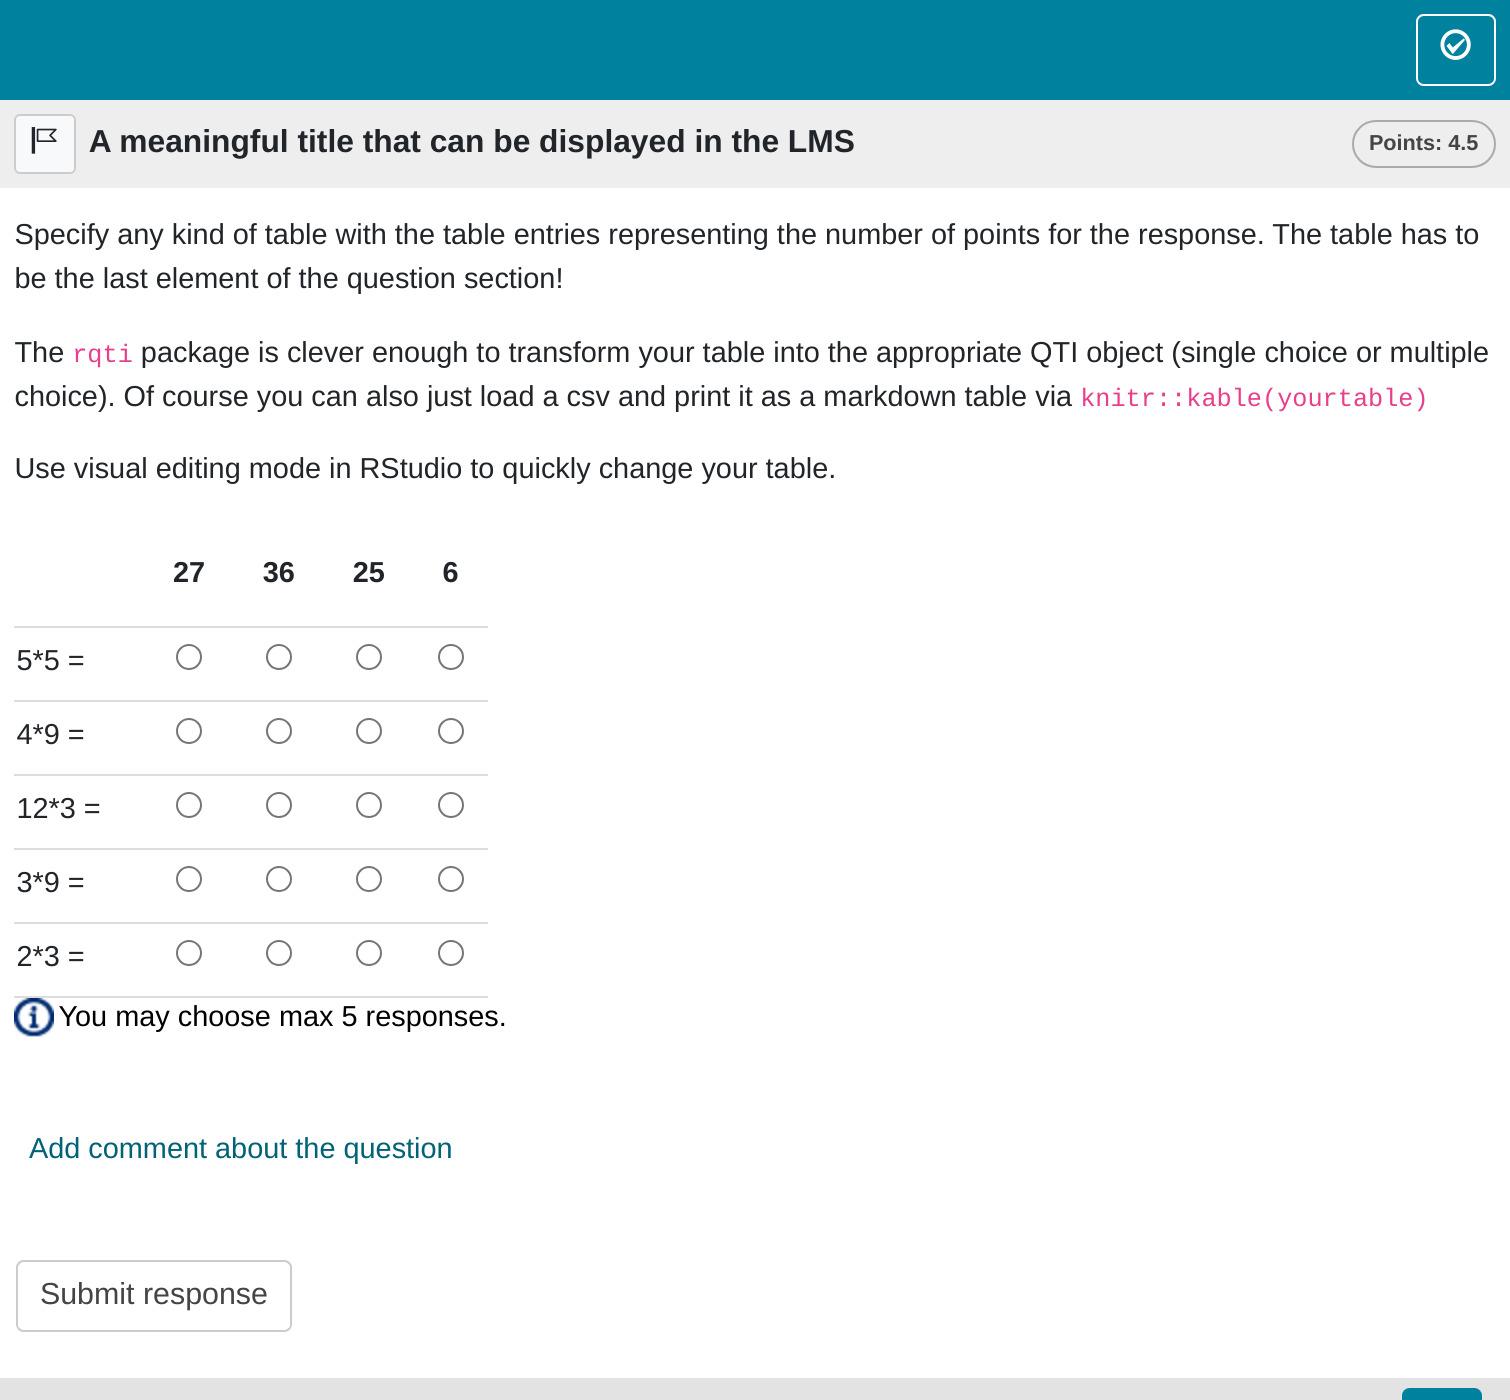 A meaningful title that can be displayed in the LMS
Points: 4.5
Specify any kind of table with the table entries representing the number of points for the response. The table has to
be the last element of the question section!
The rqti package is clever enough to transform your table into the appropriate QTI object (single choice or multiple
choice). Of course you can also just load a csv and print it as a markdown table via knitr::kable(yourtable)
Use visual editing mode in RStudio to quickly change your table.
27 36 25 6
5*5 =
4*9 =
12*3 =
3*9 =
2*3 =
You may choose max 5 responses.
Add comment about the question
Submit response